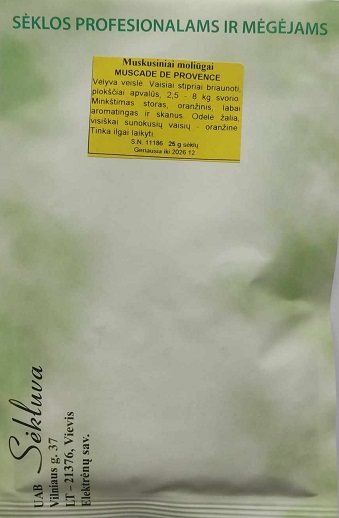 SĖKLOS PROFESIONALAMS IR MĖGĖJAMS
Muskusiniai moliūgai
MUSCADE DE PROVENCE
Vėlyva veislė. Vaisiai stipriai briaunoti,
plokščiai apvalūs, 2,5 - 8 kg svorio.
Minkštimas storas, oranžinis, labai
aromatingas ir skanus. Odelė žalia,
visiškai sunokusių vaisių - oranžinė.
Tinka ilgai laikyti.
S.N. 11186 25 g sėklų
Geriausia iki 2026 12
UAB Sėkluva
Vilniaus g. 37
LT – 21376, Vievis
Elektrėnų sav.